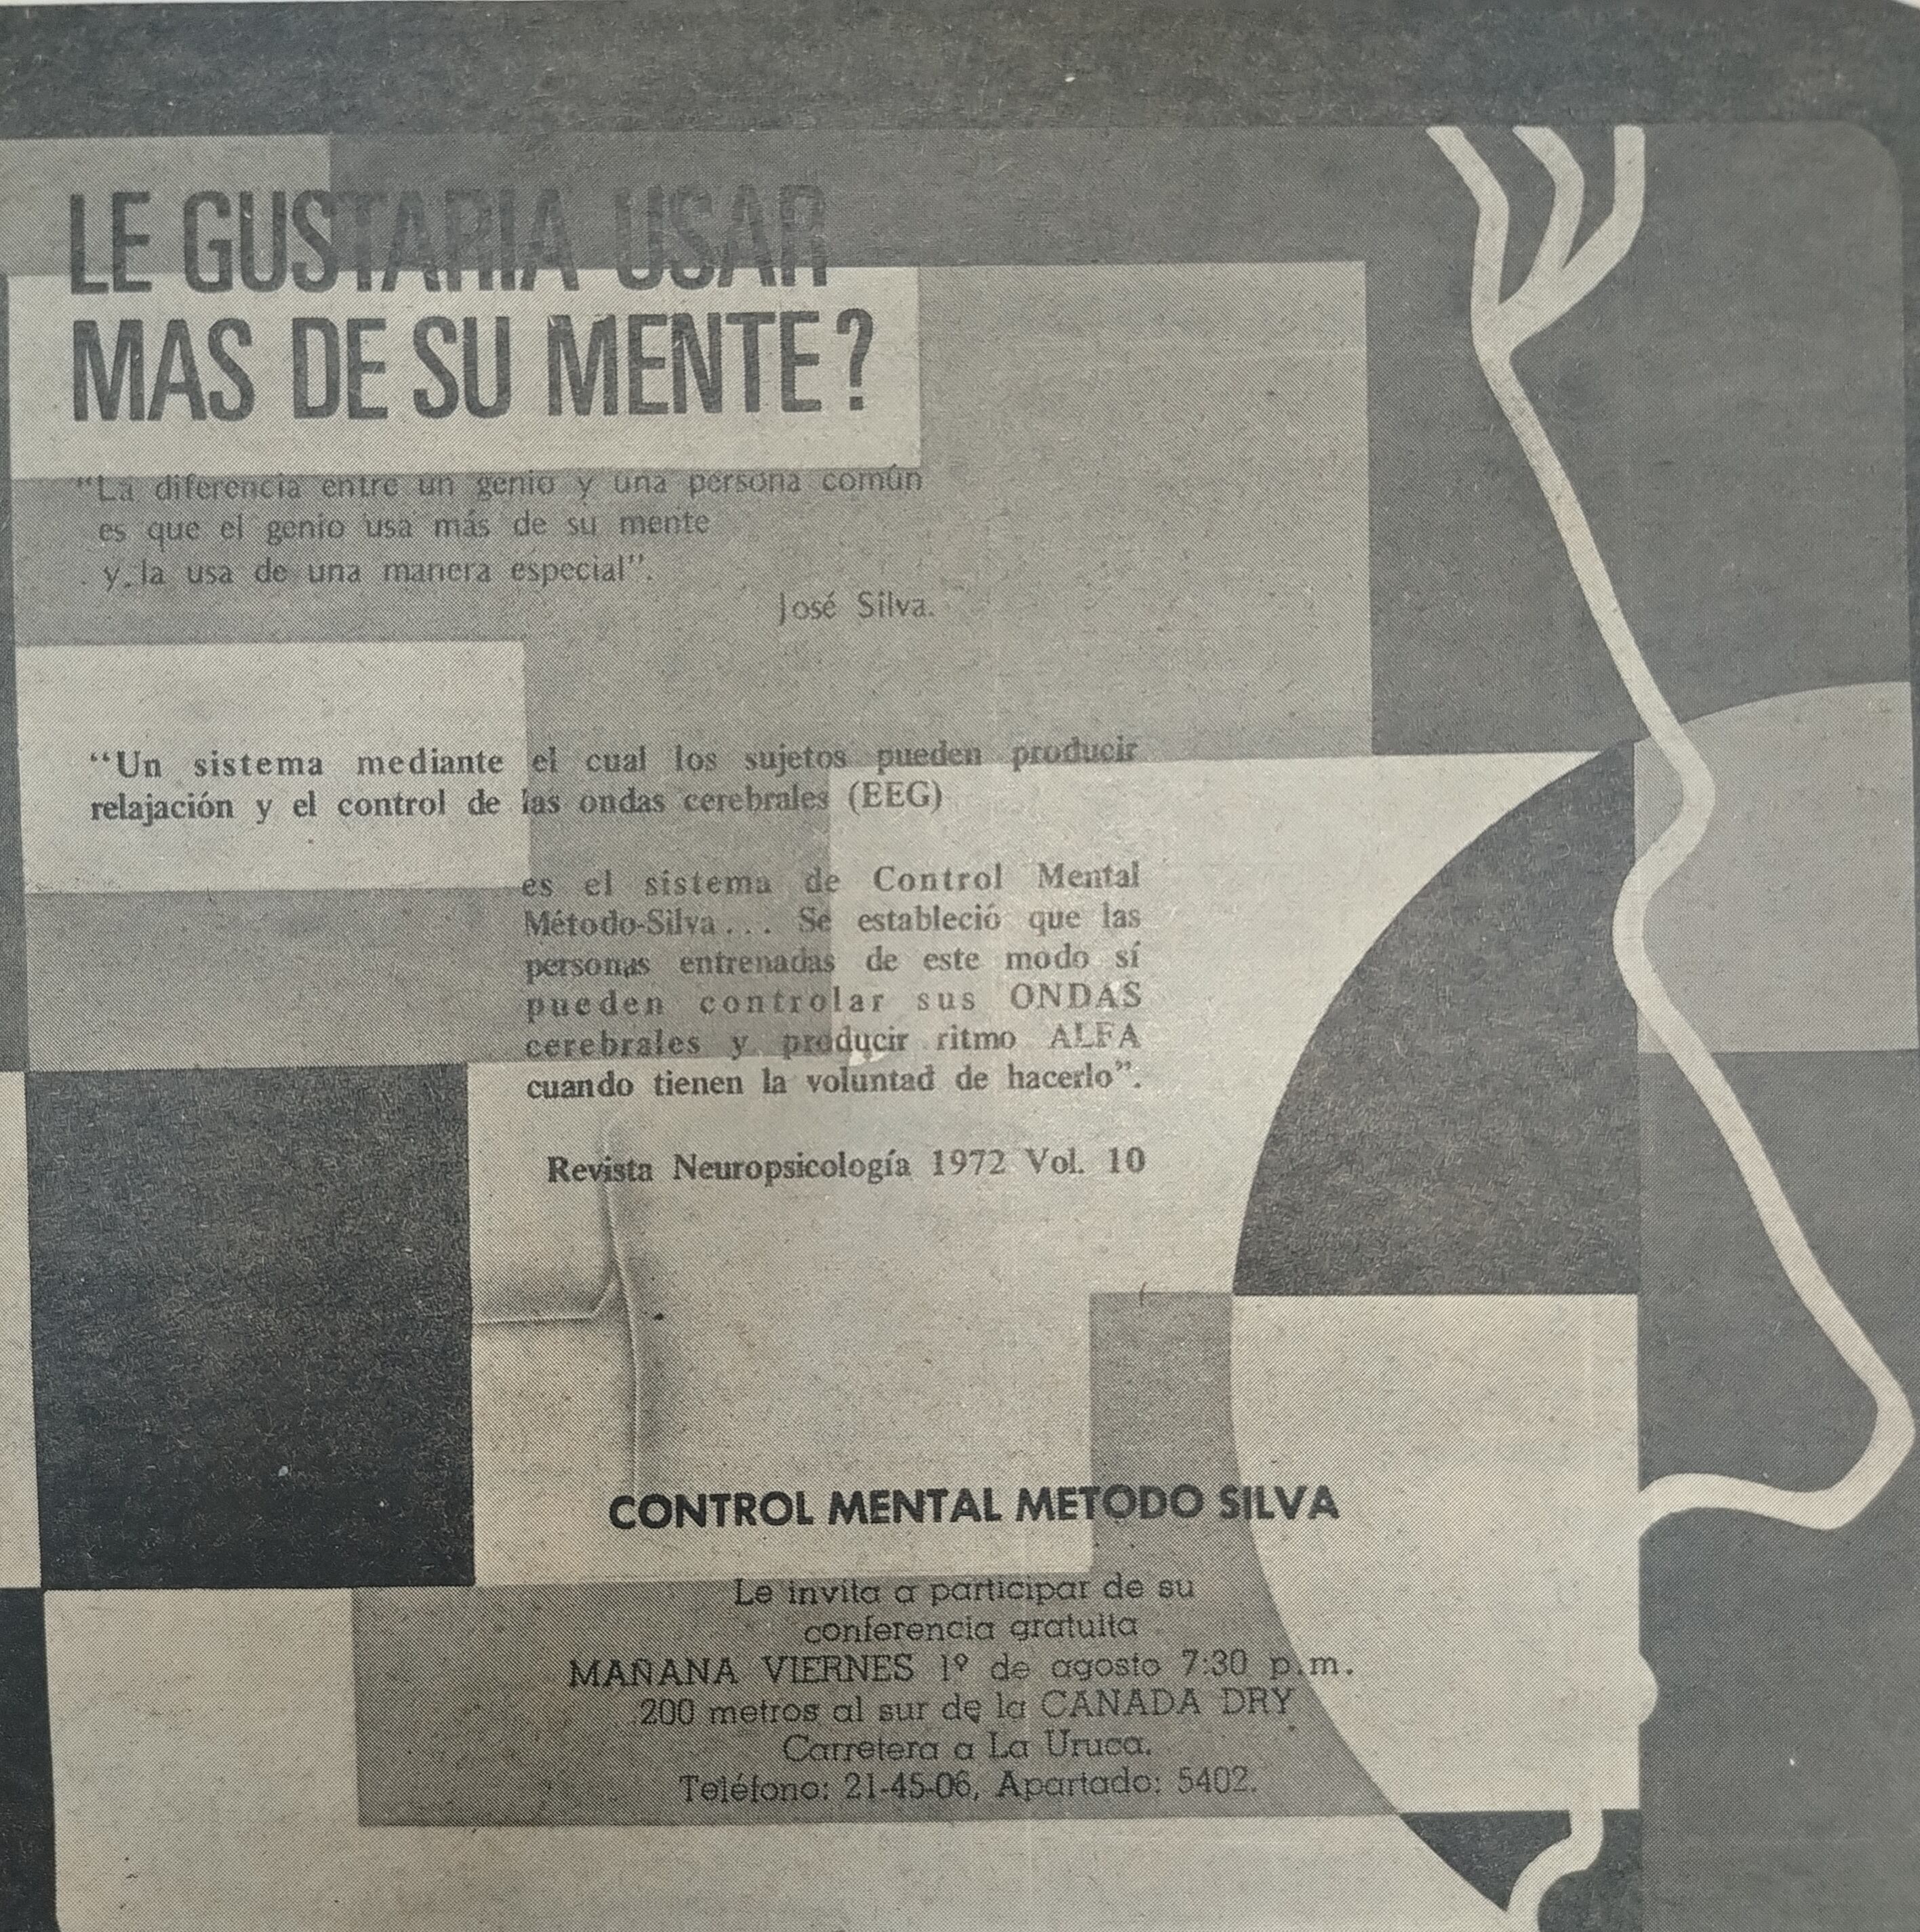 LE GUSTARIA USAR
MAS DE SU MENTE?
“La diferencia entre un genio y una persona común
es que el genio usa más de su mente
y la usa de una manera especial”.
José Silva.
“Un sistema mediante el cual los sujetos pueden producir
relajación y el control de las ondas cerebrales (EEG)
es el sistema de Control Mental
Método-Silva... Se estableció que las
personas entrenadas de este modo sí
pueden controlar sus ONDAS
cerebrales y producir ritmo ALFA
cuando tienen la voluntad de hacerlo”.
Revista Neuropsicología 1972 Vol. 10
CONTROL MENTAL METODO SILVA
Le invita a participar de su
conferencia gratuita
MAÑANA VIERNES 1º de agosto 7:30 p.m.
200 metros al sur de la CANADA DRY
Carretera a La Uruca.
Teléfono: 21-45-06, Apartado: 5402.